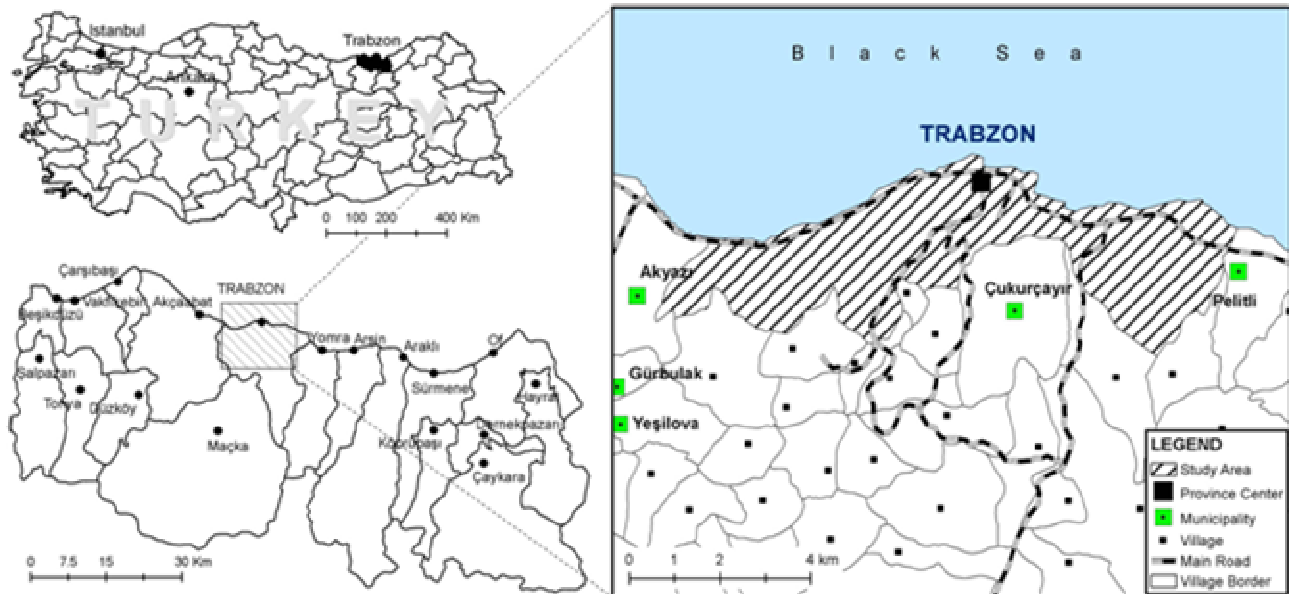 Istanbul
Trabzon
Ankara
TURKEY
0 100 200 400 Km
Çarşıbaşı
TRABZON
Beşikdüzü
Vakfıkebir
Akçaabat
Yomra
Arsin
Araklı
Of
Şalpazarı
Sürmene
Tonya
Düzköy
Hayrat
Maçka
Köprübaşı
Dernekpazarı
Çaykara
0 7.5 15 30 Km
Black Sea
TRABZON
Akyazı
Çukurçayır
Pelitli
Gürbulak
Yeşilova
0 1 2 4 km
LEGEND
Study Area
Province Center
Municipality
Village
Main Road
Village Border